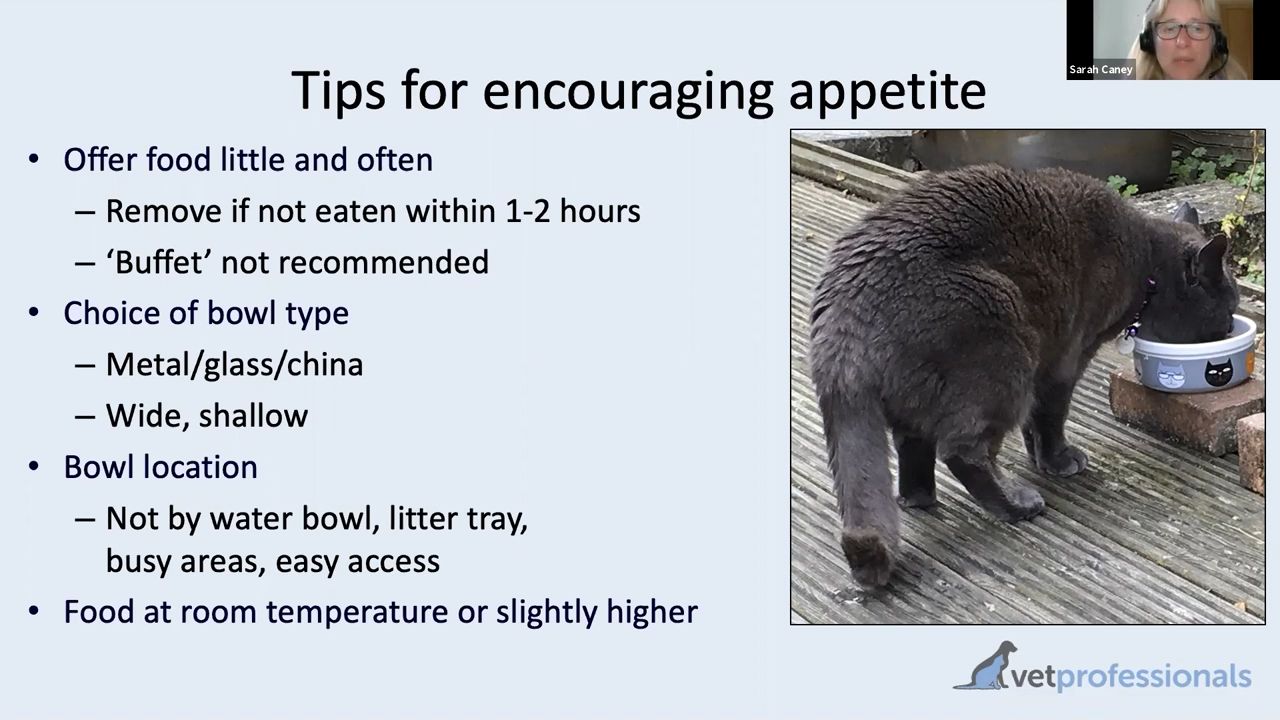 Sarah Caney
Tips for encouraging appetite
• Offer food little and often
– Remove if not eaten within 1-2 hours
– ‘Buffet’ not recommended
• Choice of bowl type
– Metal/glass/china
– Wide, shallow
• Bowl location
– Not by water bowl, litter tray,
busy areas, easy access
• Food at room temperature or slightly higher
vetprofessionals